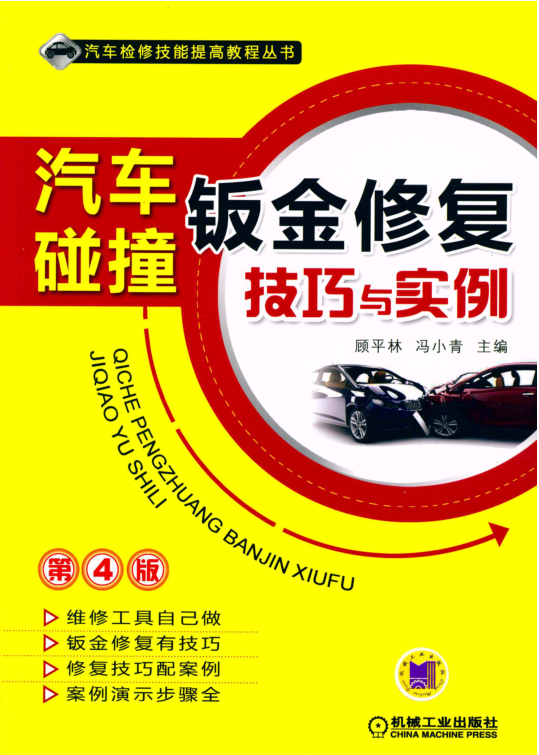 汽车检修技能提高教程丛书
汽车
碰撞
钣金修复
技巧与实例
顾平林 冯小青 主编
QICHE PENGZHUANG BANJIN XIUFU
JIQIAO YU SHILI
第4版
维修工具自己做
钣金修复有技巧
修复技巧配案例
案例演示步骤全
机械工业出版社
CHINA MACHINE PRESS